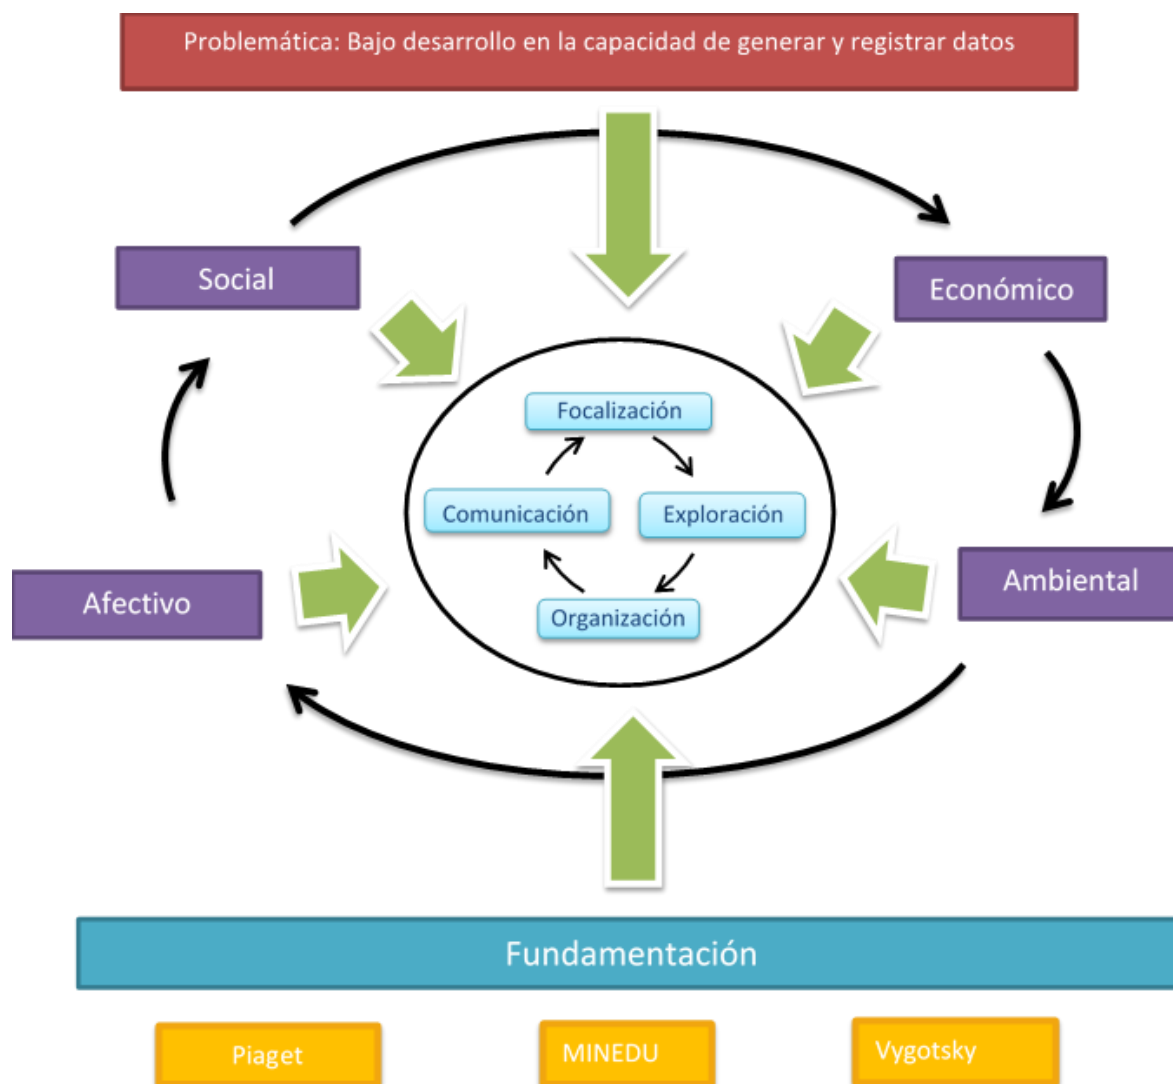 Problemática: Bajo desarrollo en la capacidad de generar y registrar datos
Social
Económico
Focalización
Comunicación
Exploración
Organización
Afectivo
Ambiental
Fundamentación
Piaget
MINEDU
Vygotsky